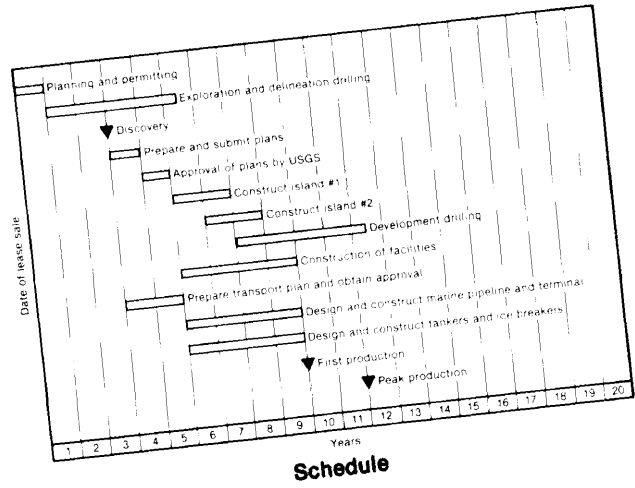 Planning and permitting
Exploration and delineation drilling
Discovery
Prepare and submit plans
Approval of plans by USGS
Construct island #1
Construct island #2
Development drilling
Construction of facilities
Prepare transport plan and obtain approval
Design and construct marine pipeline and terminal
Design and construct tankers and ice breakers
First production
Peak production
Date of lease sale
1 2 3 4 5 6 7 8 9 10 11 12 13 14 15 16 17 18 19 20
Years
Schedule